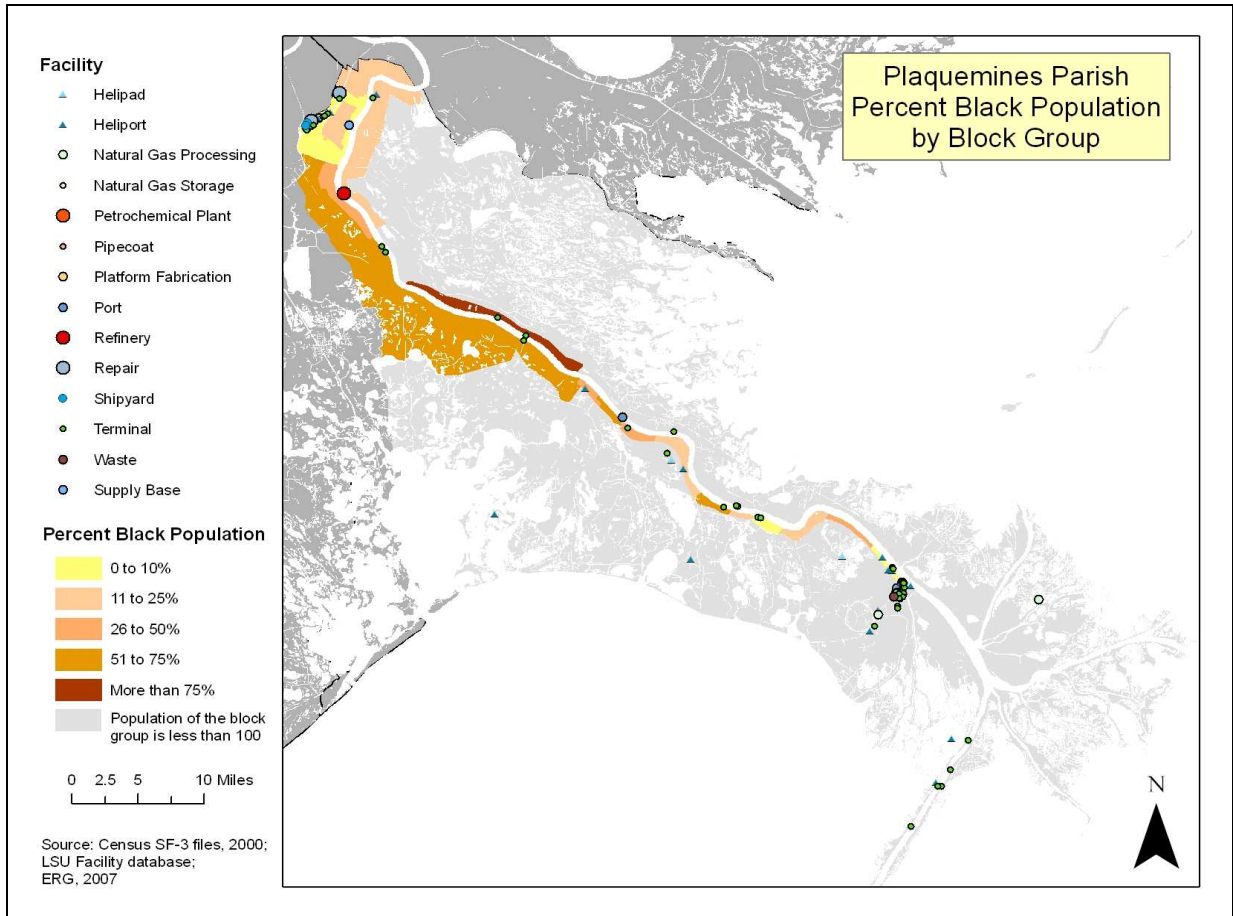 Plaquemines Parish
Percent Black Population
by Block Group
Facility
Helipad
Heliport
Natural Gas Processing
Natural Gas Storage
Petrochemical Plant
Pipecoat
Platform Fabrication
Port
Refinery
Repair
Shipyard
Terminal
Waste
Supply Base
Percent Black Population
0 to 10%
11 to 25%
26 to 50%
51 to 75%
More than 75%
Population of the block
group is less than 100
0 2.5 5 10 Miles
Source: Census SF-3 files, 2000;
LSU Facility database;
ERG, 2007
N